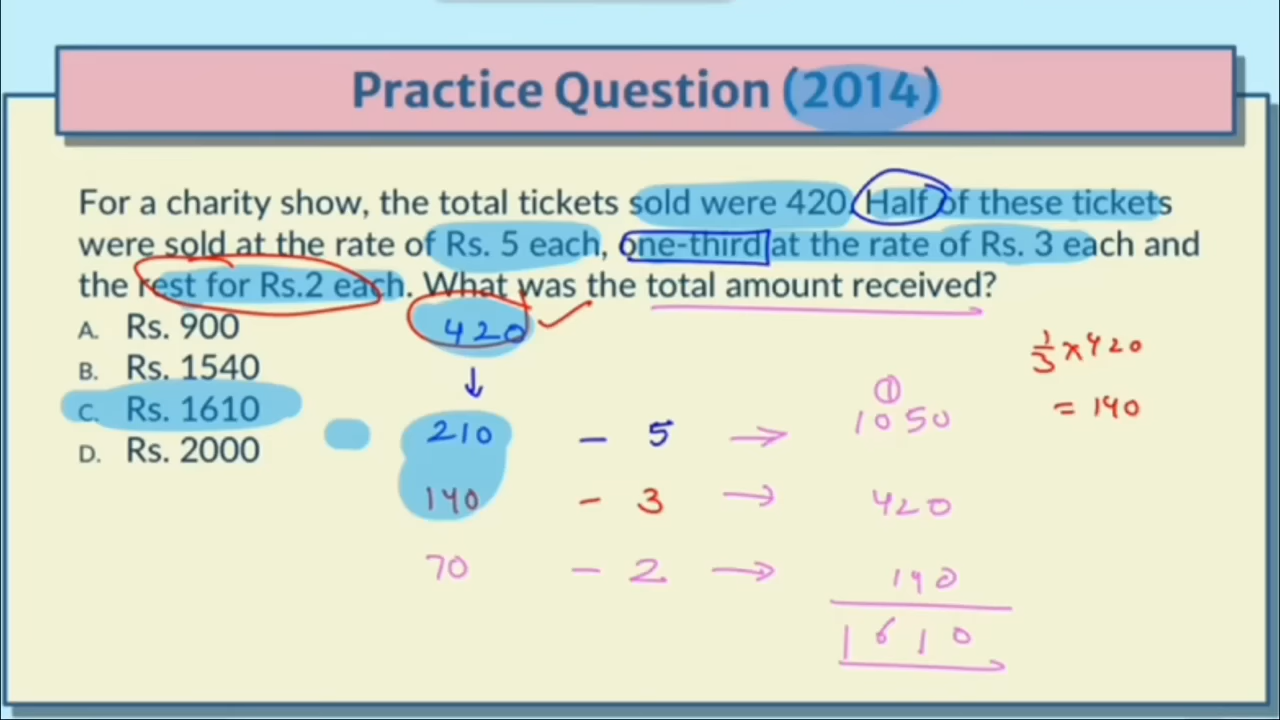 Practice Question (2014)
For a charity show, the total tickets sold were 420. Half of these tickets
were sold at the rate of Rs. 5 each, one-third at the rate of Rs. 3 each and
the rest for Rs.2 each. What was the total amount received?
A. Rs. 900
B. Rs. 1540
C. Rs. 1610
D. Rs. 2000
420
1/3 x 420
= 140
↓
1
210 - 5 → 1050
140 - 3 → 420
70 - 2 → 140
1610